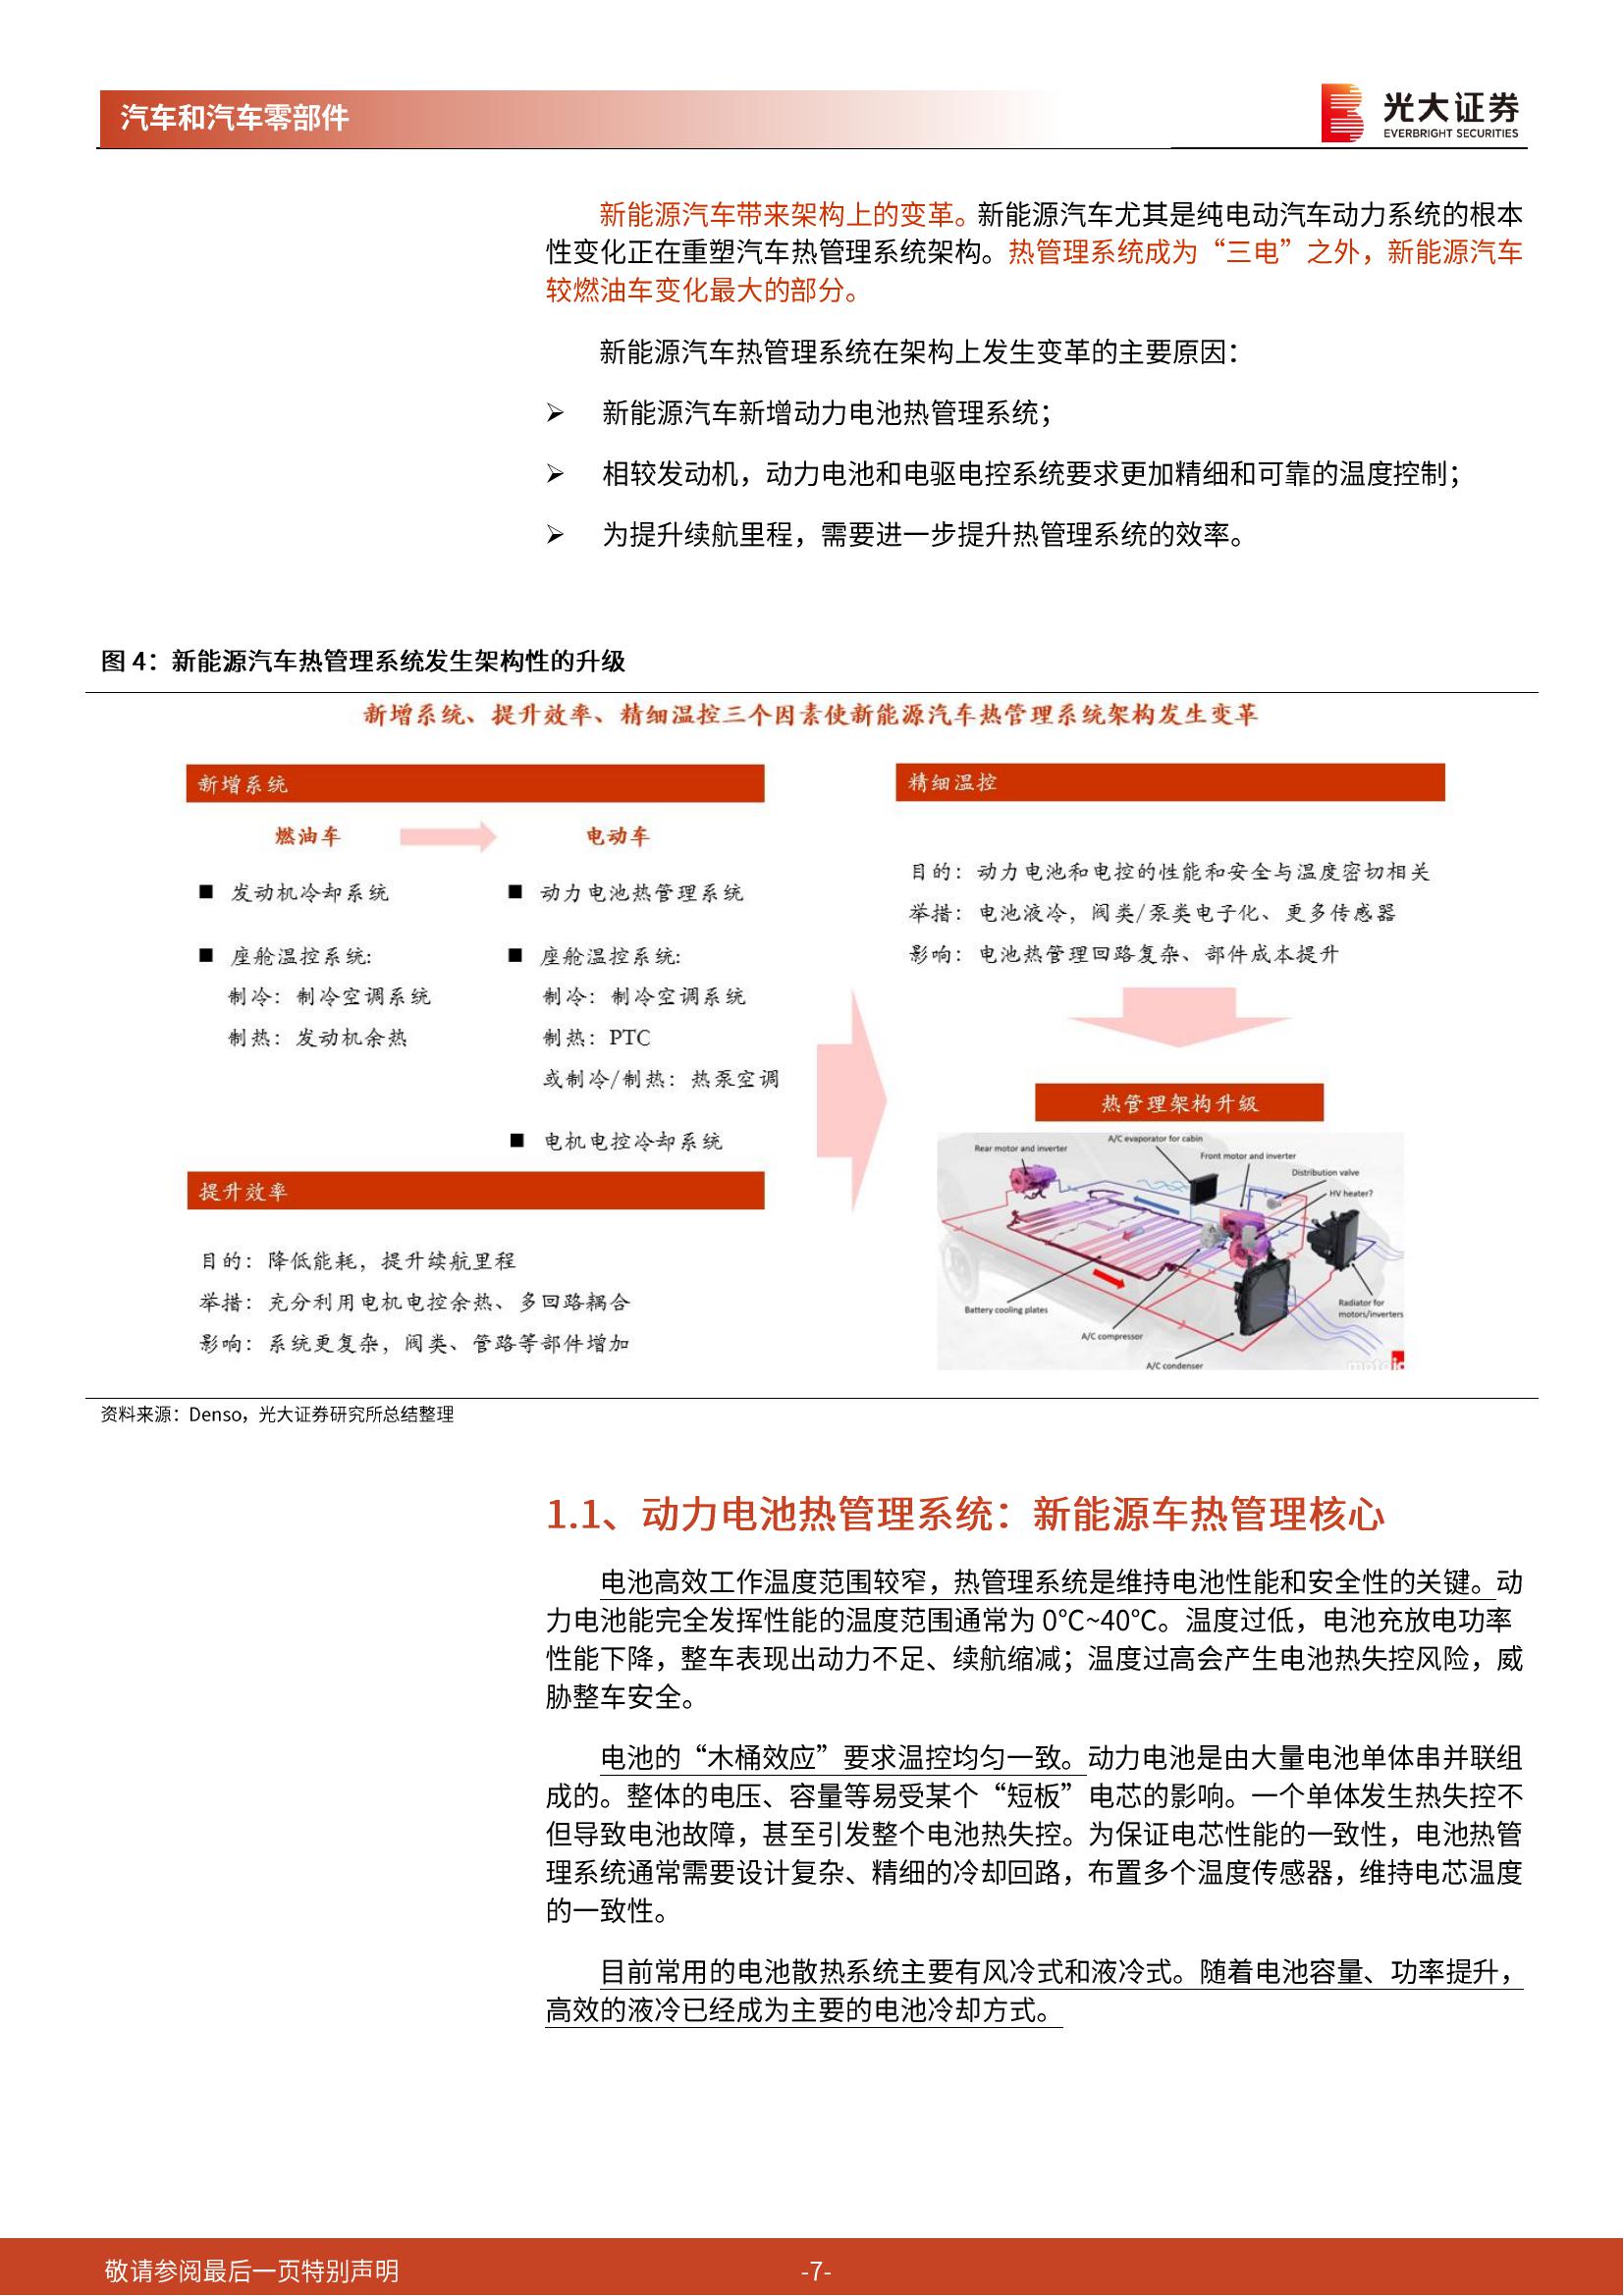 汽车和汽车零部件
光大证券
EVERBRIGHT SECURITIES
新能源汽车带来架构上的变革。新能源汽车尤其是纯电动汽车动力系统的根本
性变化正在重塑汽车热管理系统架构。热管理系统成为“三电”之外，新能源汽车
较燃油车变化最大的部分。
新能源汽车热管理系统在架构上发生变革的主要原因：
➢ 新能源汽车新增动力电池热管理系统；
➢ 相较发动机，动力电池和电驱电控系统要求更加精细和可靠的温度控制；
➢ 为提升续航里程，需要进一步提升热管理系统的效率。
图 4：新能源汽车热管理系统发生架构性的升级
新增系统、提升效率、精细温控三个因素使新能源汽车热管理系统架构发生变革
新增系统
燃油车
■ 发动机冷却系统
■ 座舱温控系统:
制冷：制冷空调系统
制热：发动机余热
电动车
■ 动力电池热管理系统
■ 座舱温控系统:
制冷：制冷空调系统
制热：PTC
或制冷/制热：热泵空调
■ 电机电控冷却系统
提升效率
目的：降低能耗，提升续航里程
举措：充分利用电机电控余热、多回路耦合
影响：系统更复杂，阀类、管路等部件增加
精细温控
目的：动力电池和电控的性能和安全与温度密切相关
举措：电池液冷，阀类/泵类电子化、更多传感器
影响：电池热管理回路复杂、部件成本提升
热管理架构升级
A/C evaporator for cabin
Rear motor and inverter
Front motor and inverter
Distribution valve
HV heater?
Battery cooling plates
Radiator for
motors/inverters
A/C compressor
A/C condenser
资料来源：Denso，光大证券研究所总结整理
1.1、动力电池热管理系统：新能源车热管理核心
电池高效工作温度范围较窄，热管理系统是维持电池性能和安全性的关键。动
力电池能完全发挥性能的温度范围通常为 0℃~40℃。温度过低，电池充放电功率
性能下降，整车表现出动力不足、续航缩减；温度过高会产生电池热失控风险，威
胁整车安全。
电池的“木桶效应”要求温控均匀一致。动力电池是由大量电池单体串并联组
成的。整体的电压、容量等易受某个“短板”电芯的影响。一个单体发生热失控不
但导致电池故障，甚至引发整个电池热失控。为保证电芯性能的一致性，电池热管
理系统通常需要设计复杂、精细的冷却回路，布置多个温度传感器，维持电芯温度
的一致性。
目前常用的电池散热系统主要有风冷式和液冷式。随着电池容量、功率提升，
高效的液冷已经成为主要的电池冷却方式。
敬请参阅最后一页特别声明
-7-